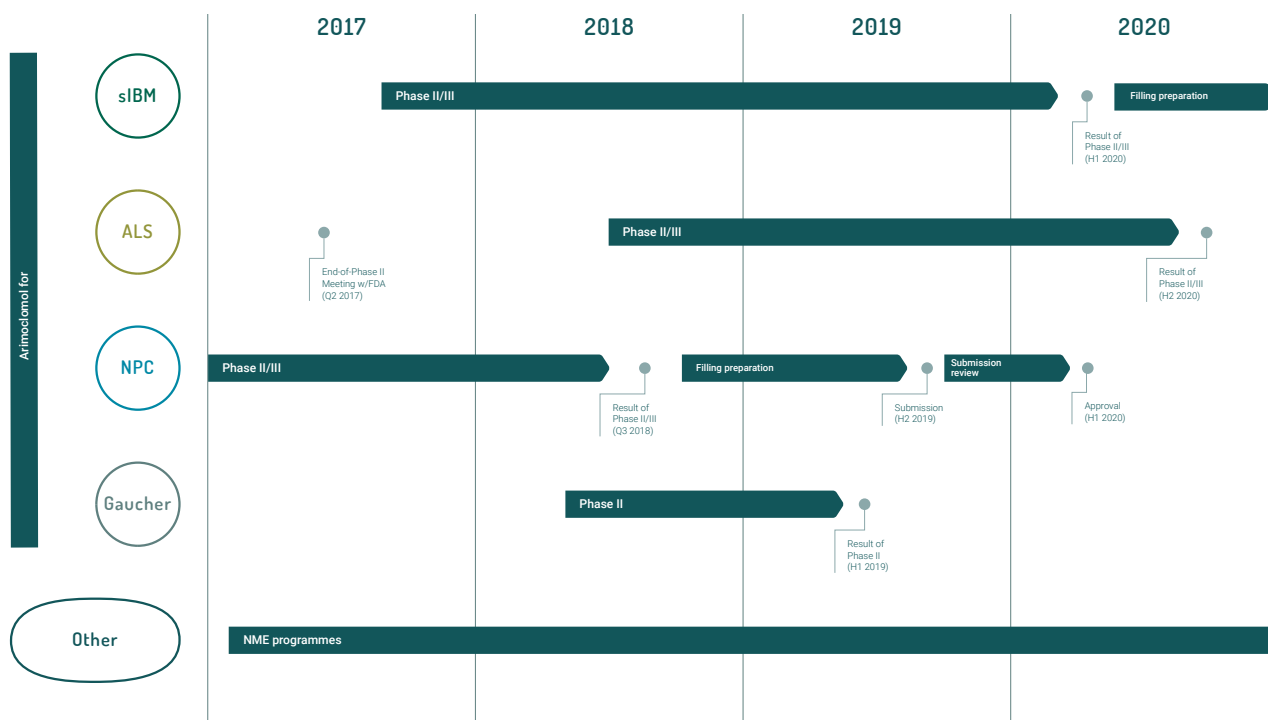 2017
2018
2019
2020
Arimoclomol for
sIBM
Phase II/III
Filling preparation
Result of
Phase II/III
(H1 2020)
ALS
Phase II/III
End-of-Phase II
Meeting w/FDA
(Q2 2017)
Result of
Phase II/III
(H2 2020)
NPC
Phase II/III
Filling preparation
Submission
review
Result of
Phase II/III
(Q3 2018)
Submission
(H2 2019)
Approval
(H1 2020)
Gaucher
Phase II
Result of
Phase II
(H1 2019)
Other
NME programmes